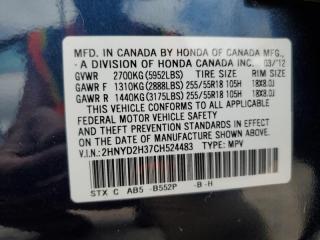 MFD. IN CANADA BY HONDA OF CANADA MFG.,
A DIVISION OF HONDA CANADA INC. 03/12
GVWR 2700KG(5952LBS) TIRE SIZE RIM SIZE
GAWR F 1310KG(2888LBS) 255/55R18 105H 18X8.0J
GAWR R 1440KG(3175LBS) 255/55R18 105H 18X8.0J
THIS VEHICLE CONFORMS TO ALL APPLICABLE
FEDERAL MOTOR VEHICLE SAFETY STANDARDS IN
EFFECT ON THE DATE OF MANUFACTURE SHOWN ABOVE.
V.I.N.:2HNYD2H37CH524483 TYPE: MPV
STX C AB5 -B552P -B-H